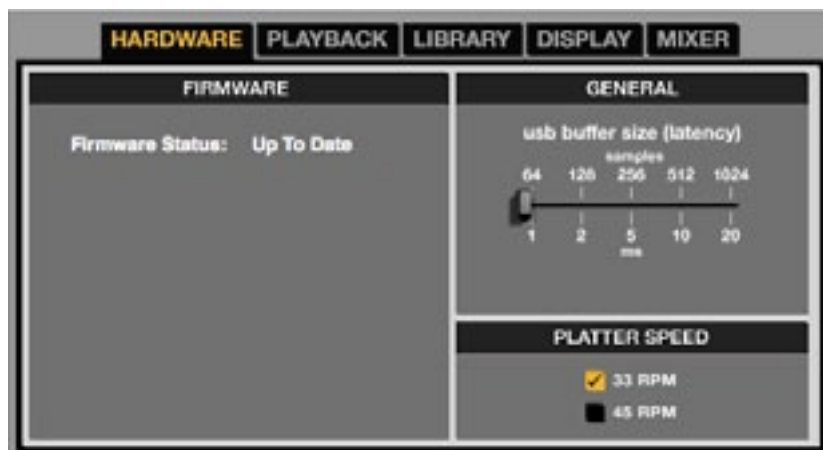 HARDWARE PLAYBACK LIBRARY DISPLAY MIXER
FIRMWARE
Firmware Status: Up To Date
GENERAL
usb buffer size (latency)
samples
64 128 256 512 1024
1 2 5 10 20
ms
PLATTER SPEED
33 RPM
45 RPM